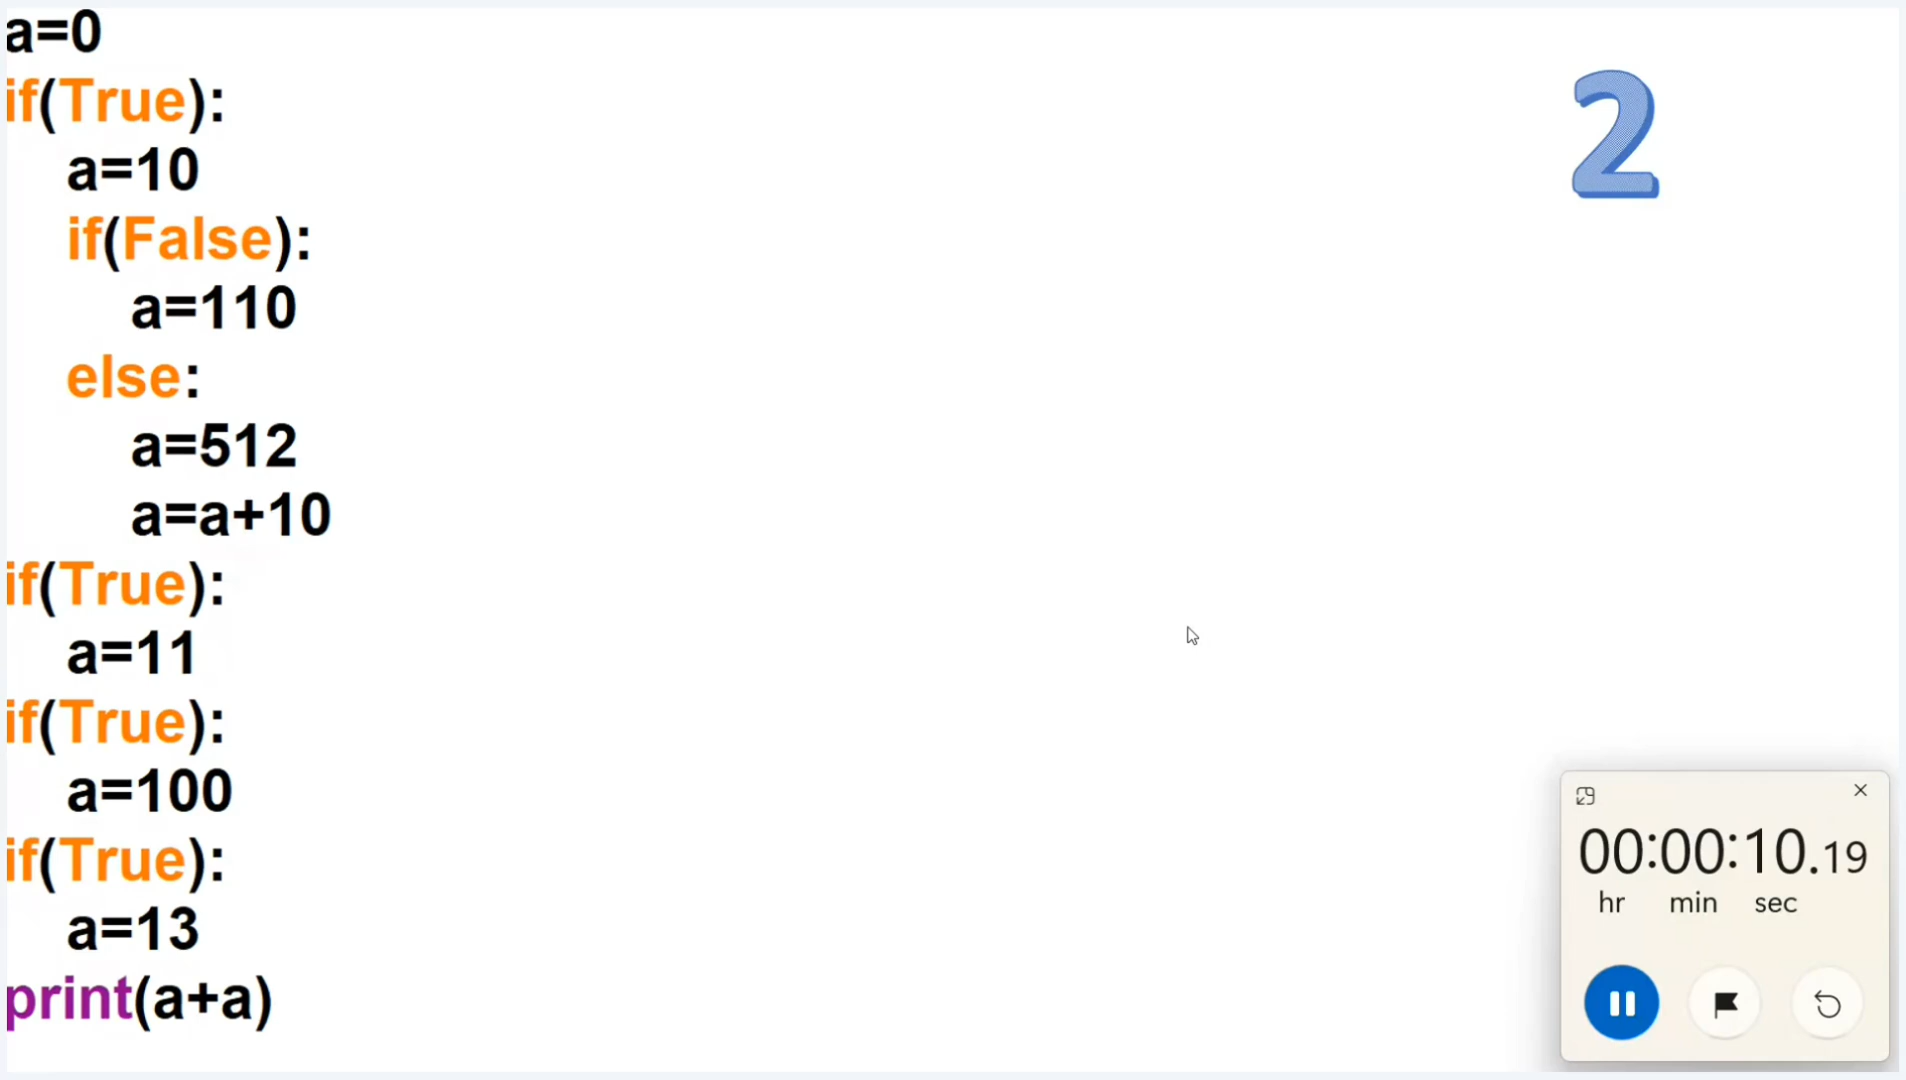 a=0
if(True):
    a=10
    if(False):
        a=110
    else:
        a=512
        a=a+10
if(True):
    a=11
if(True):
    a=100
if(True):
    a=13
print(a+a)
2
00:00:10.19
hr min sec